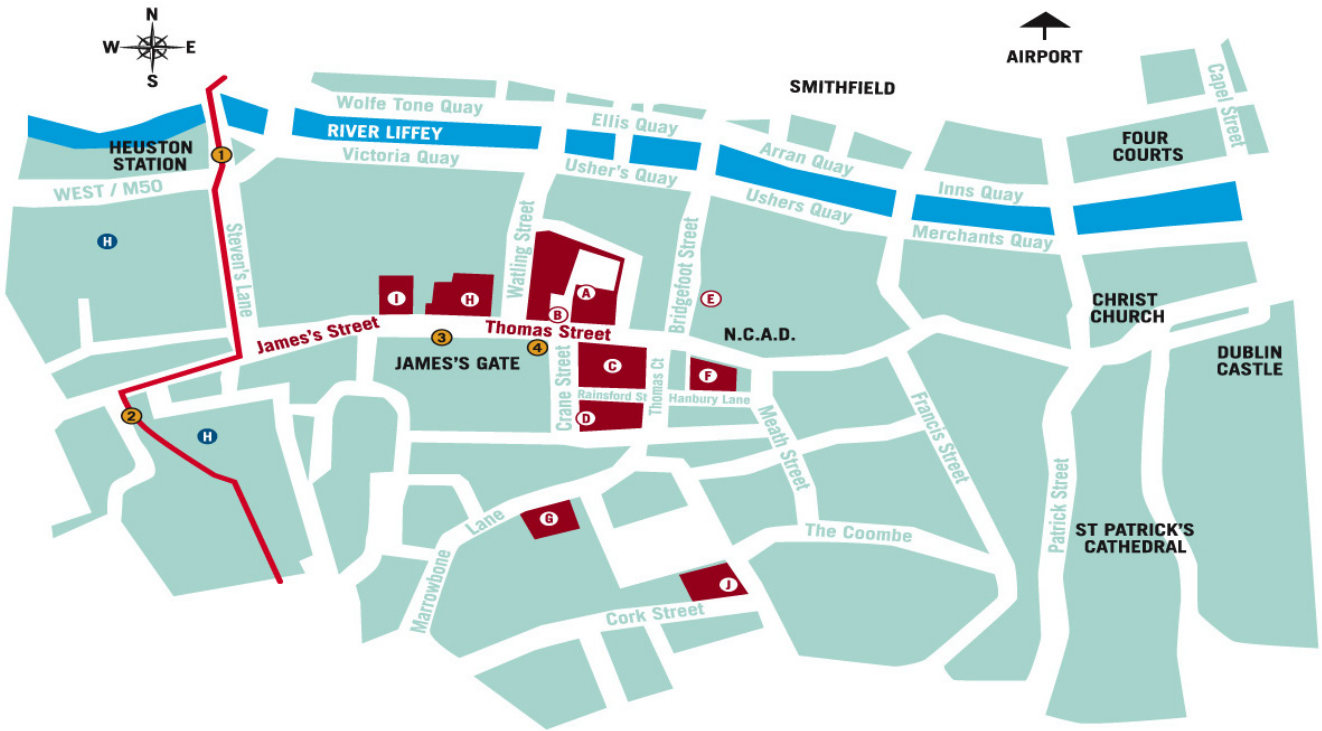 N
W
E
S
AIRPORT
SMITHFIELD
Capel Street
Wolfe Tone Quay
Ellis Quay
RIVER LIFFEY
FOUR
COURTS
HEUSTON
STATION
1
Victoria Quay
Arran Quay
Usher's Quay
WEST / M50
Inns Quay
Ushers Quay
Merchants Quay
H
Steven's Lane
Watling Street
Bridgefoot Street
I
H
A
B
E
CHRIST
CHURCH
James's Street
Thomas Street
3
4
N.C.A.D.
JAMES'S GATE
DUBLIN
CASTLE
C
F
Crane Street
Thomas Ct
Rainsford St
Hanbury Lane
2
D
H
Meath Street
Francis Street
Patrick Street
G
Marrowbone Lane
The Coombe
ST PATRICK'S
CATHEDRAL
J
Cork Street